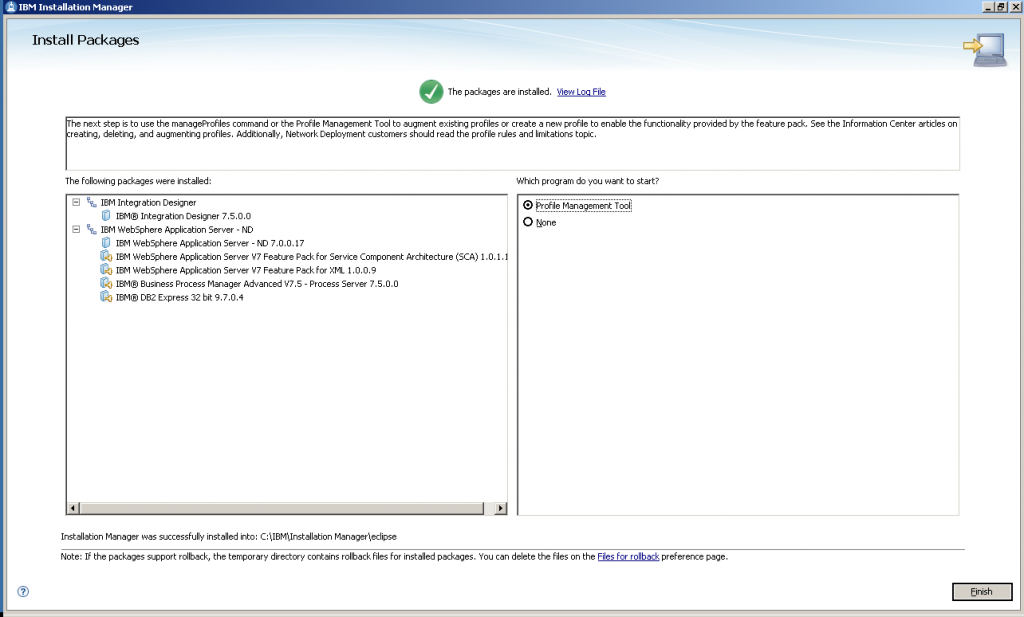 IBM Installation Manager
Install Packages
The packages are installed. View Log File
The next step is to use the manageProfiles command or the Profile Management Tool to augment existing profiles or create a new profile to enable the functionality provided by the feature pack. See the Information Center articles on
creating, deleting, and augmenting profiles. Additionally, Network Deployment customers should read the profile rules and limitations topic.
The following packages were installed:
IBM Integration Designer
IBM® Integration Designer 7.5.0.0
IBM WebSphere Application Server - ND
IBM WebSphere Application Server - ND 7.0.0.17
IBM WebSphere Application Server V7 Feature Pack for Service Component Architecture (SCA) 1.0.1.1
IBM WebSphere Application Server V7 Feature Pack for XML 1.0.0.9
IBM® Business Process Manager Advanced V7.5 - Process Server 7.5.0.0
IBM® DB2 Express 32 bit 9.7.0.4
Which program do you want to start?
Profile Management Tool
None
Installation Manager was successfully installed into: C:\IBM\Installation Manager\eclipse
Note: If the packages support rollback, the temporary directory contains rollback files for installed packages. You can delete the files on the Files for rollback preference page.
?
Finish